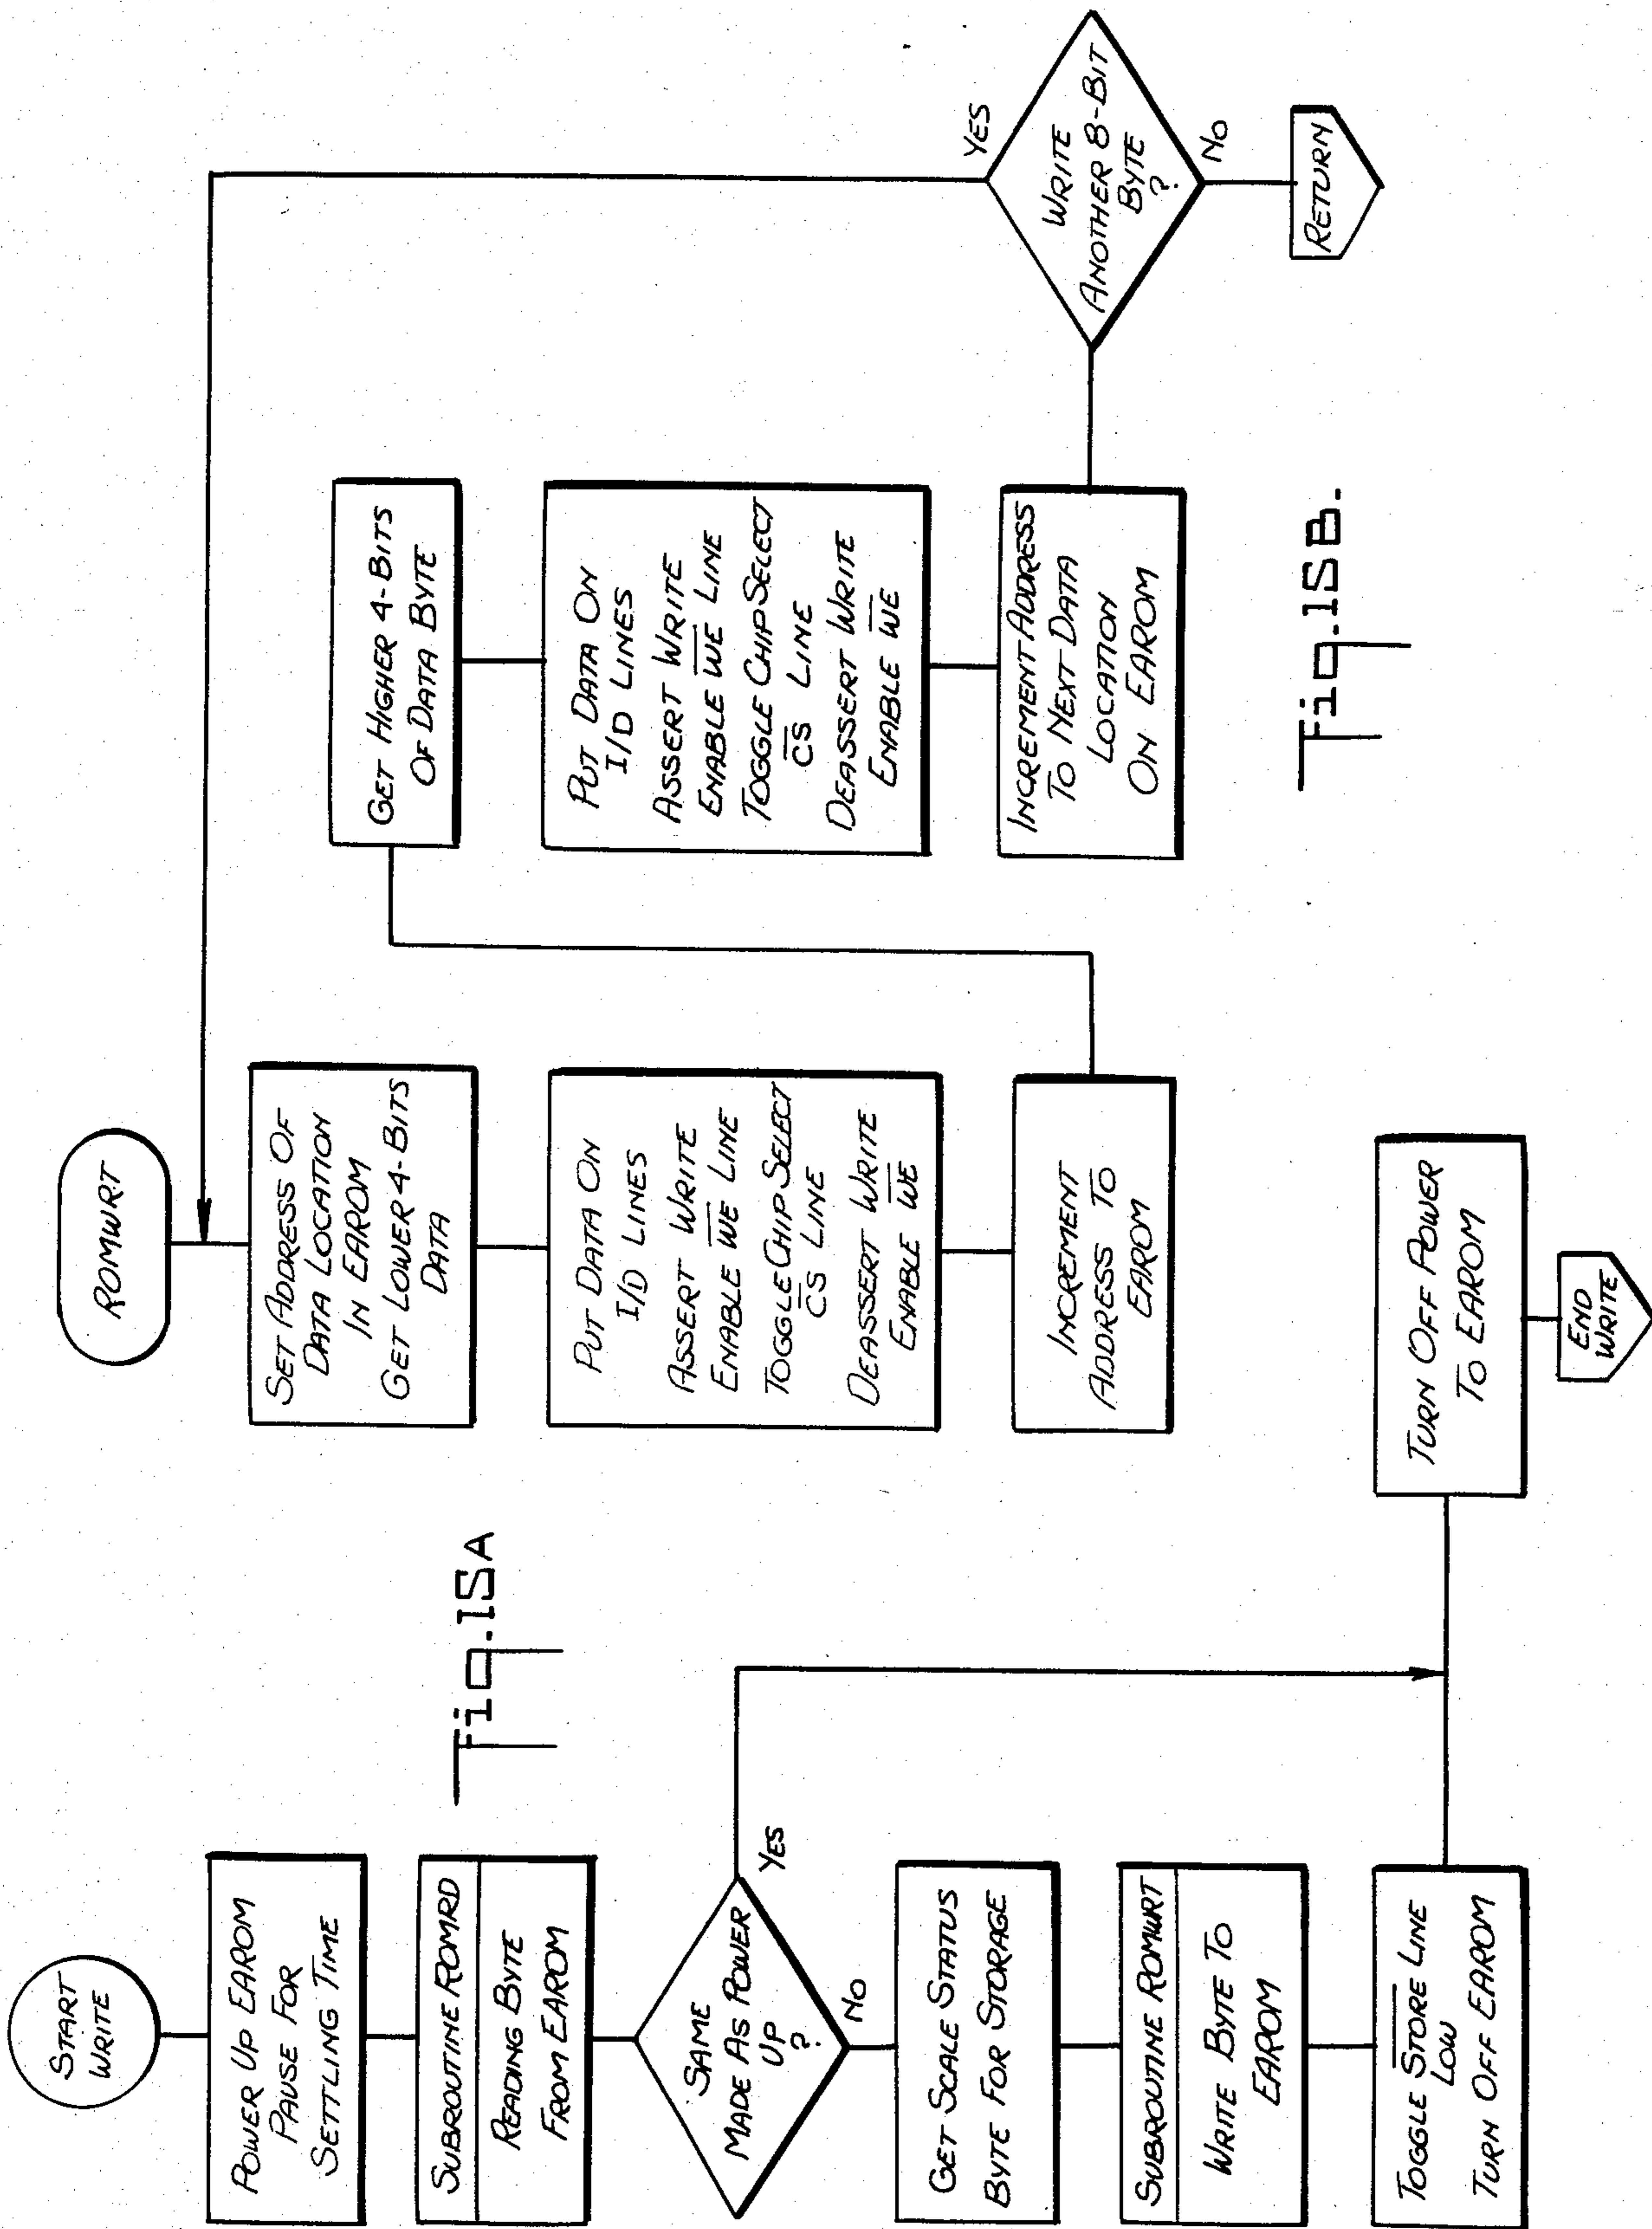 START
WRITE
POWER UP EAROM
PAUSE FOR
SETTLING TIME
SUBROUTINE ROMRD
READING BYTE
FROM EAROM
SAME
MADE AS POWER
UP
?
YES
NO
GET SCALE STATUS
BYTE FOR STORAGE
SUBROUTINE ROMWRT
WRITE BYTE TO
EAROM
TOGGLE STORE LINE
LOW
TURN OFF EAROM
TURN OFF POWER
TO EAROM
END
WRITE
Fig.15A
ROMWRT
SET ADDRESS OF
DATA LOCATION
IN EAROM
GET LOWER 4-BITS
DATA
PUT DATA ON
I/D LINES
ASSERT WRITE
ENABLE W̅E̅ LINE
TOGGLE CHIP SELECT
C̅S̅ LINE
DEASSERT WRITE
ENABLE W̅E̅
INCREMENT
ADDRESS TO
EAROM
GET HIGHER 4-BITS
OF DATA BYTE
PUT DATA ON
I/D LINES
ASSERT WRITE
ENABLE W̅E̅ LINE
TOGGLE CHIP SELECT
C̅S̅ LINE
DEASSERT WRITE
ENABLE W̅E̅
INCREMENT ADDRESS
TO NEXT DATA
LOCATION
ON EAROM
WRITE
ANOTHER 8-BIT
BYTE
?
YES
NO
RETURN
Fig.15B.